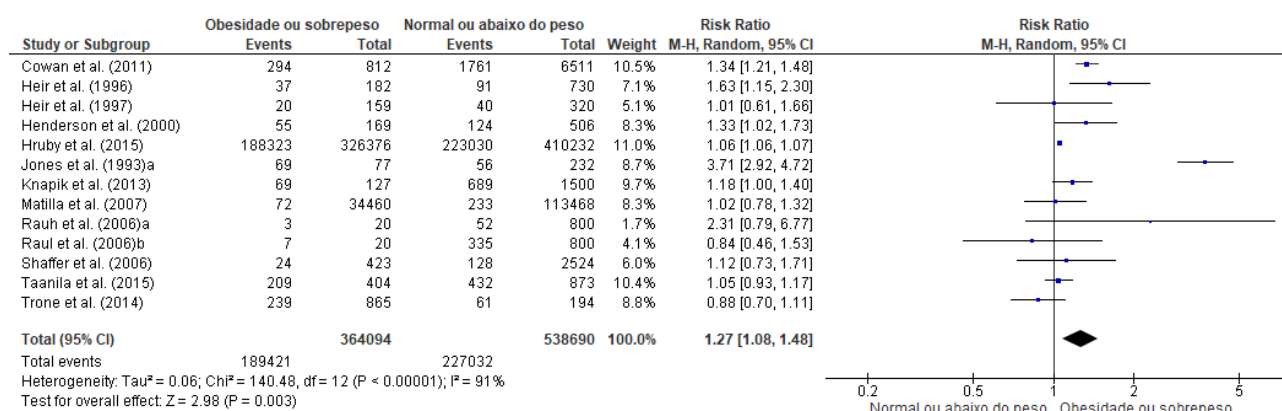 Obesidade ou sobrepeso Normal ou abaixo do peso Risk Ratio Risk Ratio
Study or Subgroup Events Total Events Total Weight M-H, Random, 95% CI M-H, Random, 95% CI
Cowan et al. (2011) 294 812 1761 6511 10.5% 1.34 [1.21, 1.48]
Heir et al. (1996) 37 182 91 730 7.1% 1.63 [1.15, 2.30]
Heir et al. (1997) 20 159 40 320 5.1% 1.01 [0.61, 1.66]
Henderson et al. (2000) 55 169 124 506 8.3% 1.33 [1.02, 1.73]
Hruby et al. (2015) 188323 326376 223030 410232 11.0% 1.06 [1.06, 1.07]
Jones et al. (1993)a 69 77 56 232 8.7% 3.71 [2.92, 4.72]
Knapik et al. (2013) 69 127 689 1500 9.7% 1.18 [1.00, 1.40]
Matilla et al. (2007) 72 34460 233 113468 8.3% 1.02 [0.78, 1.32]
Rauh et al. (2006)a 3 20 52 800 1.7% 2.31 [0.79, 6.77]
Raul et al. (2006)b 7 20 335 800 4.1% 0.84 [0.46, 1.53]
Shaffer et al. (2006) 24 423 128 2524 6.0% 1.12 [0.73, 1.71]
Taanila et al. (2015) 209 404 432 873 10.4% 1.05 [0.93, 1.17]
Trone et al. (2014) 239 865 61 194 8.8% 0.88 [0.70, 1.11]
Total (95% CI) 364094 538690 100.0% 1.27 [1.08, 1.48]
Total events 189421 227032
Heterogeneity: Tau² = 0.06; Chi² = 140.48, df = 12 (P < 0.00001); I² = 91%
Test for overall effect: Z = 2.98 (P = 0.003)
0.2 0.5 1 2 5
Normal ou abaixo do peso Obesidade ou sobrepeso